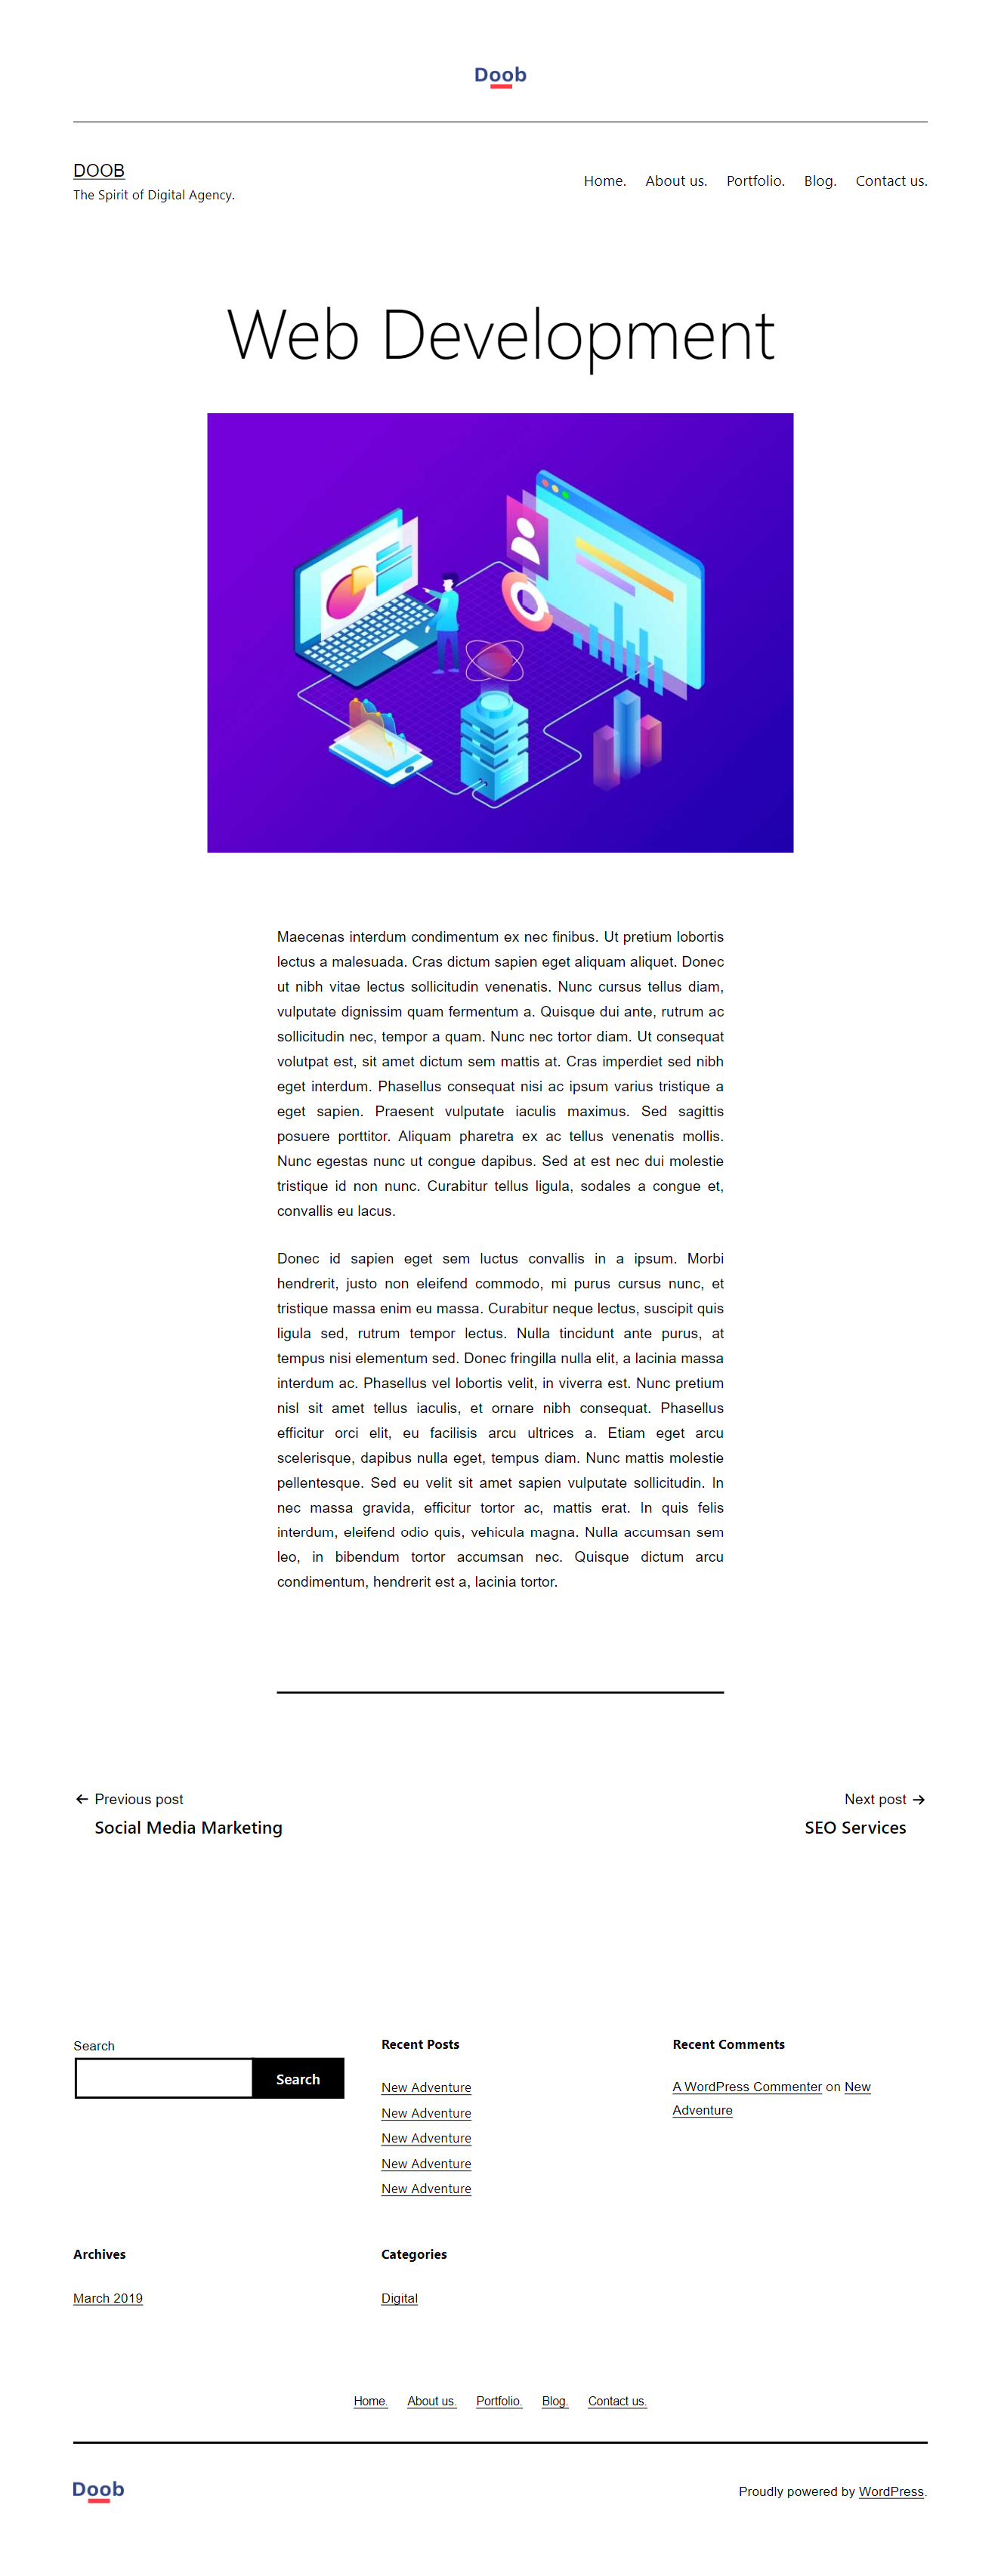 Doob
DOOB
The Spirit of Digital Agency.
Home. About us. Portfolio. Blog. Contact us.
Web Development
Maecenas interdum condimentum ex nec finibus. Ut pretium lobortis
lectus a malesuada. Cras dictum sapien eget aliquam aliquet. Donec
ut nibh vitae lectus sollicitudin venenatis. Nunc cursus tellus diam,
vulputate dignissim quam fermentum a. Quisque dui ante, rutrum ac
sollicitudin nec, tempor a quam. Nunc nec tortor diam. Ut consequat
volutpat est, sit amet dictum sem mattis at. Cras imperdiet sed nibh
eget interdum. Phasellus consequat nisi ac ipsum varius tristique a
eget sapien. Praesent vulputate iaculis maximus. Sed sagittis
posuere porttitor. Aliquam pharetra ex ac tellus venenatis mollis.
Nunc egestas nunc ut congue dapibus. Sed at est nec dui molestie
tristique id non nunc. Curabitur tellus ligula, sodales a congue et,
convallis eu lacus.
Donec id sapien eget sem luctus convallis in a ipsum. Morbi
hendrerit, justo non eleifend commodo, mi purus cursus nunc, et
tristique massa enim eu massa. Curabitur neque lectus, suscipit quis
ligula sed, rutrum tempor lectus. Nulla tincidunt ante purus, at
tempus nisi elementum sed. Donec fringilla nulla elit, a lacinia massa
interdum ac. Phasellus vel lobortis velit, in viverra est. Nunc pretium
nisl sit amet tellus iaculis, et ornare nibh consequat. Phasellus
efficitur orci elit, eu facilisis arcu ultrices a. Etiam eget arcu
scelerisque, dapibus nulla eget, tempus diam. Nunc mattis molestie
pellentesque. Sed eu velit sit amet sapien vulputate sollicitudin. In
nec massa gravida, efficitur tortor ac, mattis erat. In quis felis
interdum, eleifend odio quis, vehicula magna. Nulla accumsan sem
leo, in bibendum tortor accumsan nec. Quisque dictum arcu
condimentum, hendrerit est a, lacinia tortor.
← Previous post
Social Media Marketing
Next post →
SEO Services
Search
Search
Recent Posts
New Adventure
New Adventure
New Adventure
New Adventure
New Adventure
Recent Comments
A WordPress Commenter on New
Adventure
Archives
March 2019
Categories
Digital
Home. About us. Portfolio. Blog. Contact us.
Doob
Proudly powered by WordPress.